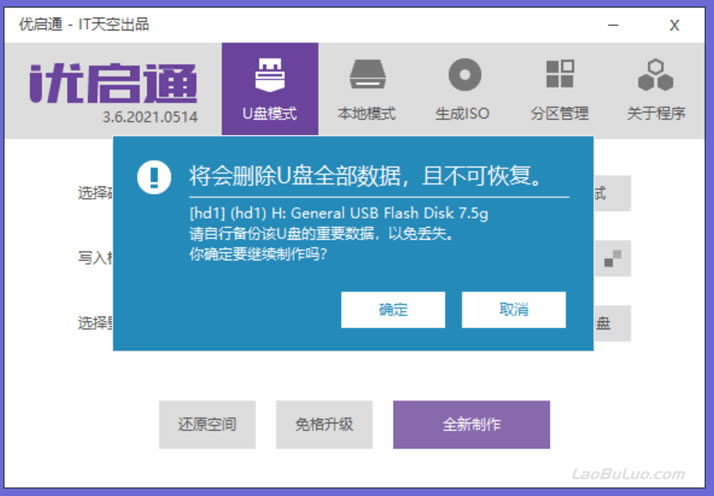 优启通 - IT天空出品
X
优启通
3.6.2021.0514
U盘模式
本地模式
生成ISO
分区管理
关于程序
将会删除U盘全部数据，且不可恢复。
[hd1] (hd1) H: General USB Flash Disk 7.5g
请自行备份该U盘的重要数据，以免丢失。
你确定要继续制作吗?
确定
取消
选择
式
写入
选择
盘
还原空间
免格升级
全新制作
LaoBuLuo.com